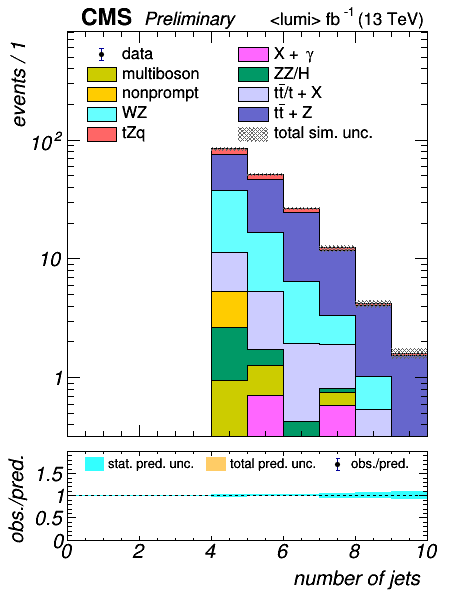 CMS Preliminary <lumi> fb⁻¹ (13 TeV)
events / 1
data
multiboson
nonprompt
WZ
tZq
X + γ
ZZ/H
tt̄/t + X
tt̄ + Z
total sim. unc.
10²
10
1
obs./pred.
stat. pred. unc. total pred. unc. obs./pred.
1.5
1
0.5
0
0 2 4 6 8 10
number of jets